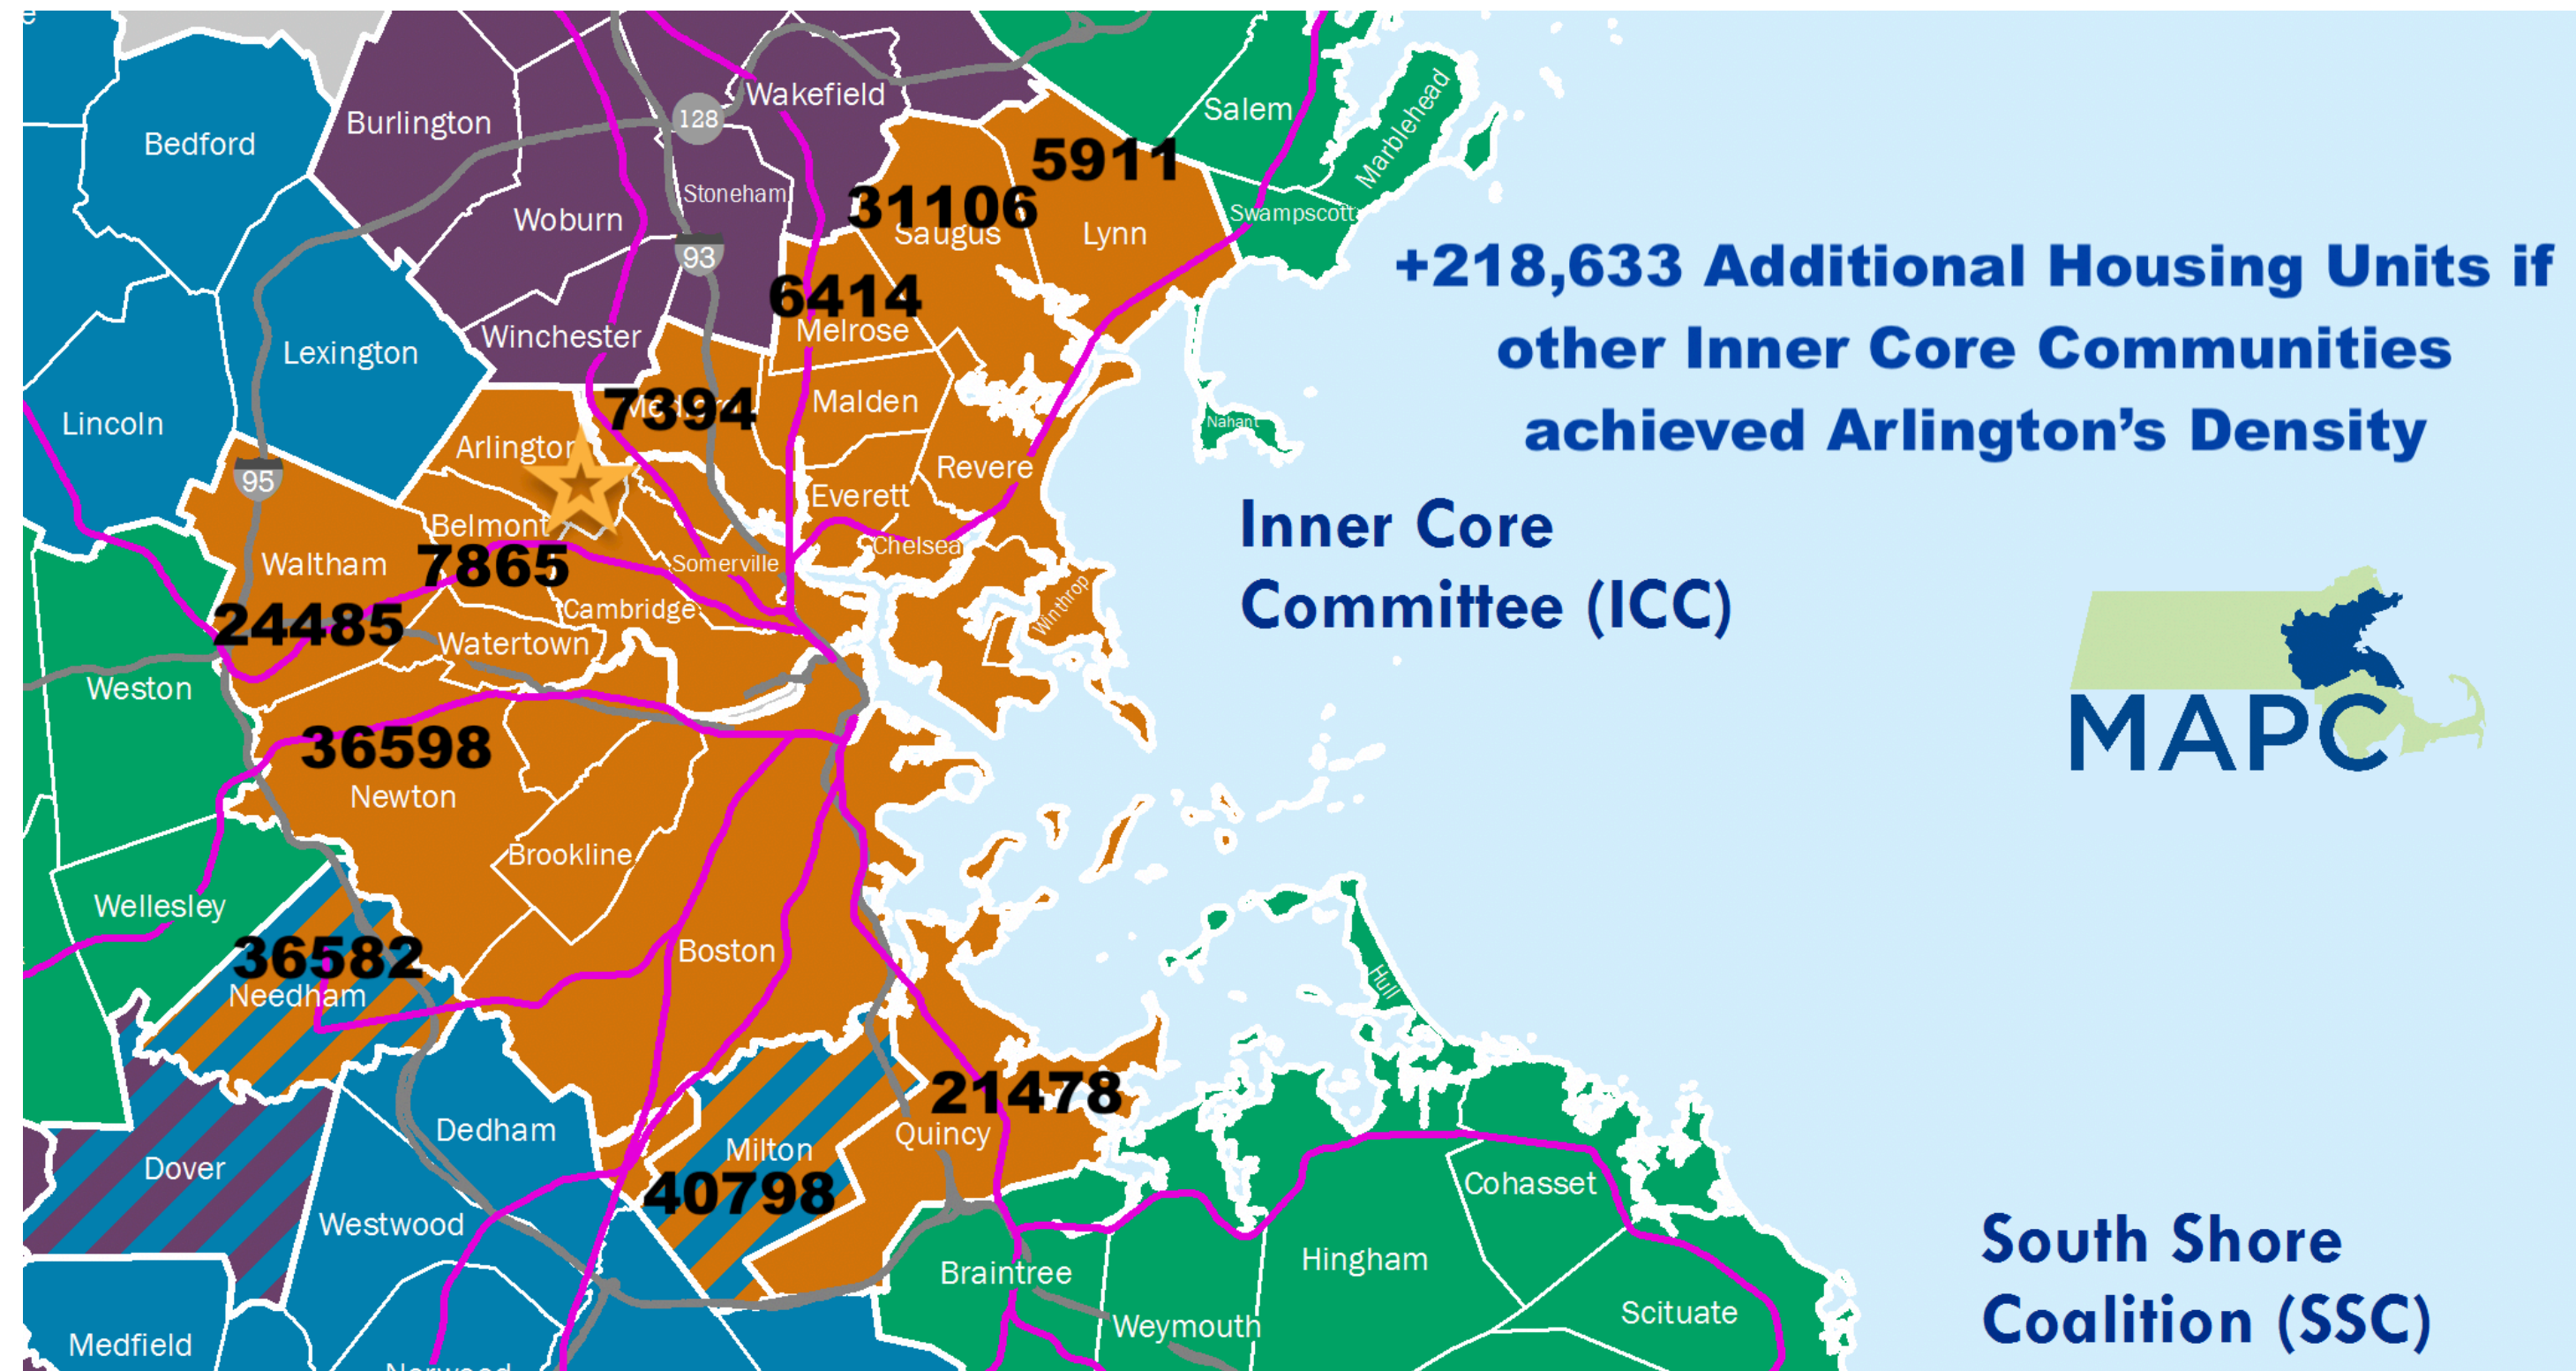 Wakefield
Salem
Marblehead
Burlington
128
Bedford
5911
Stoneham
31106
Woburn
Swampscott
Saugus
Lynn
93
+218,633 Additional Housing Units if
other Inner Core Communities
achieved Arlington's Density
6414
Winchester
Melrose
Lexington
7394
Malden
Lincoln
Nahant
Arlington
Revere
95
Everett
Belmont
Inner Core
Committee (ICC)
Chelsea
Waltham
7865
Somerville
Winthrop
24485
Cambridge
Watertown
Weston
MAPC
36598
Newton
Brookline
Wellesley
36582
Boston
Needham
Hull
21478
Dedham
Quincy
Milton
Dover
40798
Cohasset
Westwood
South Shore
Coalition (SSC)
Hingham
Braintree
Scituate
Weymouth
Medfield